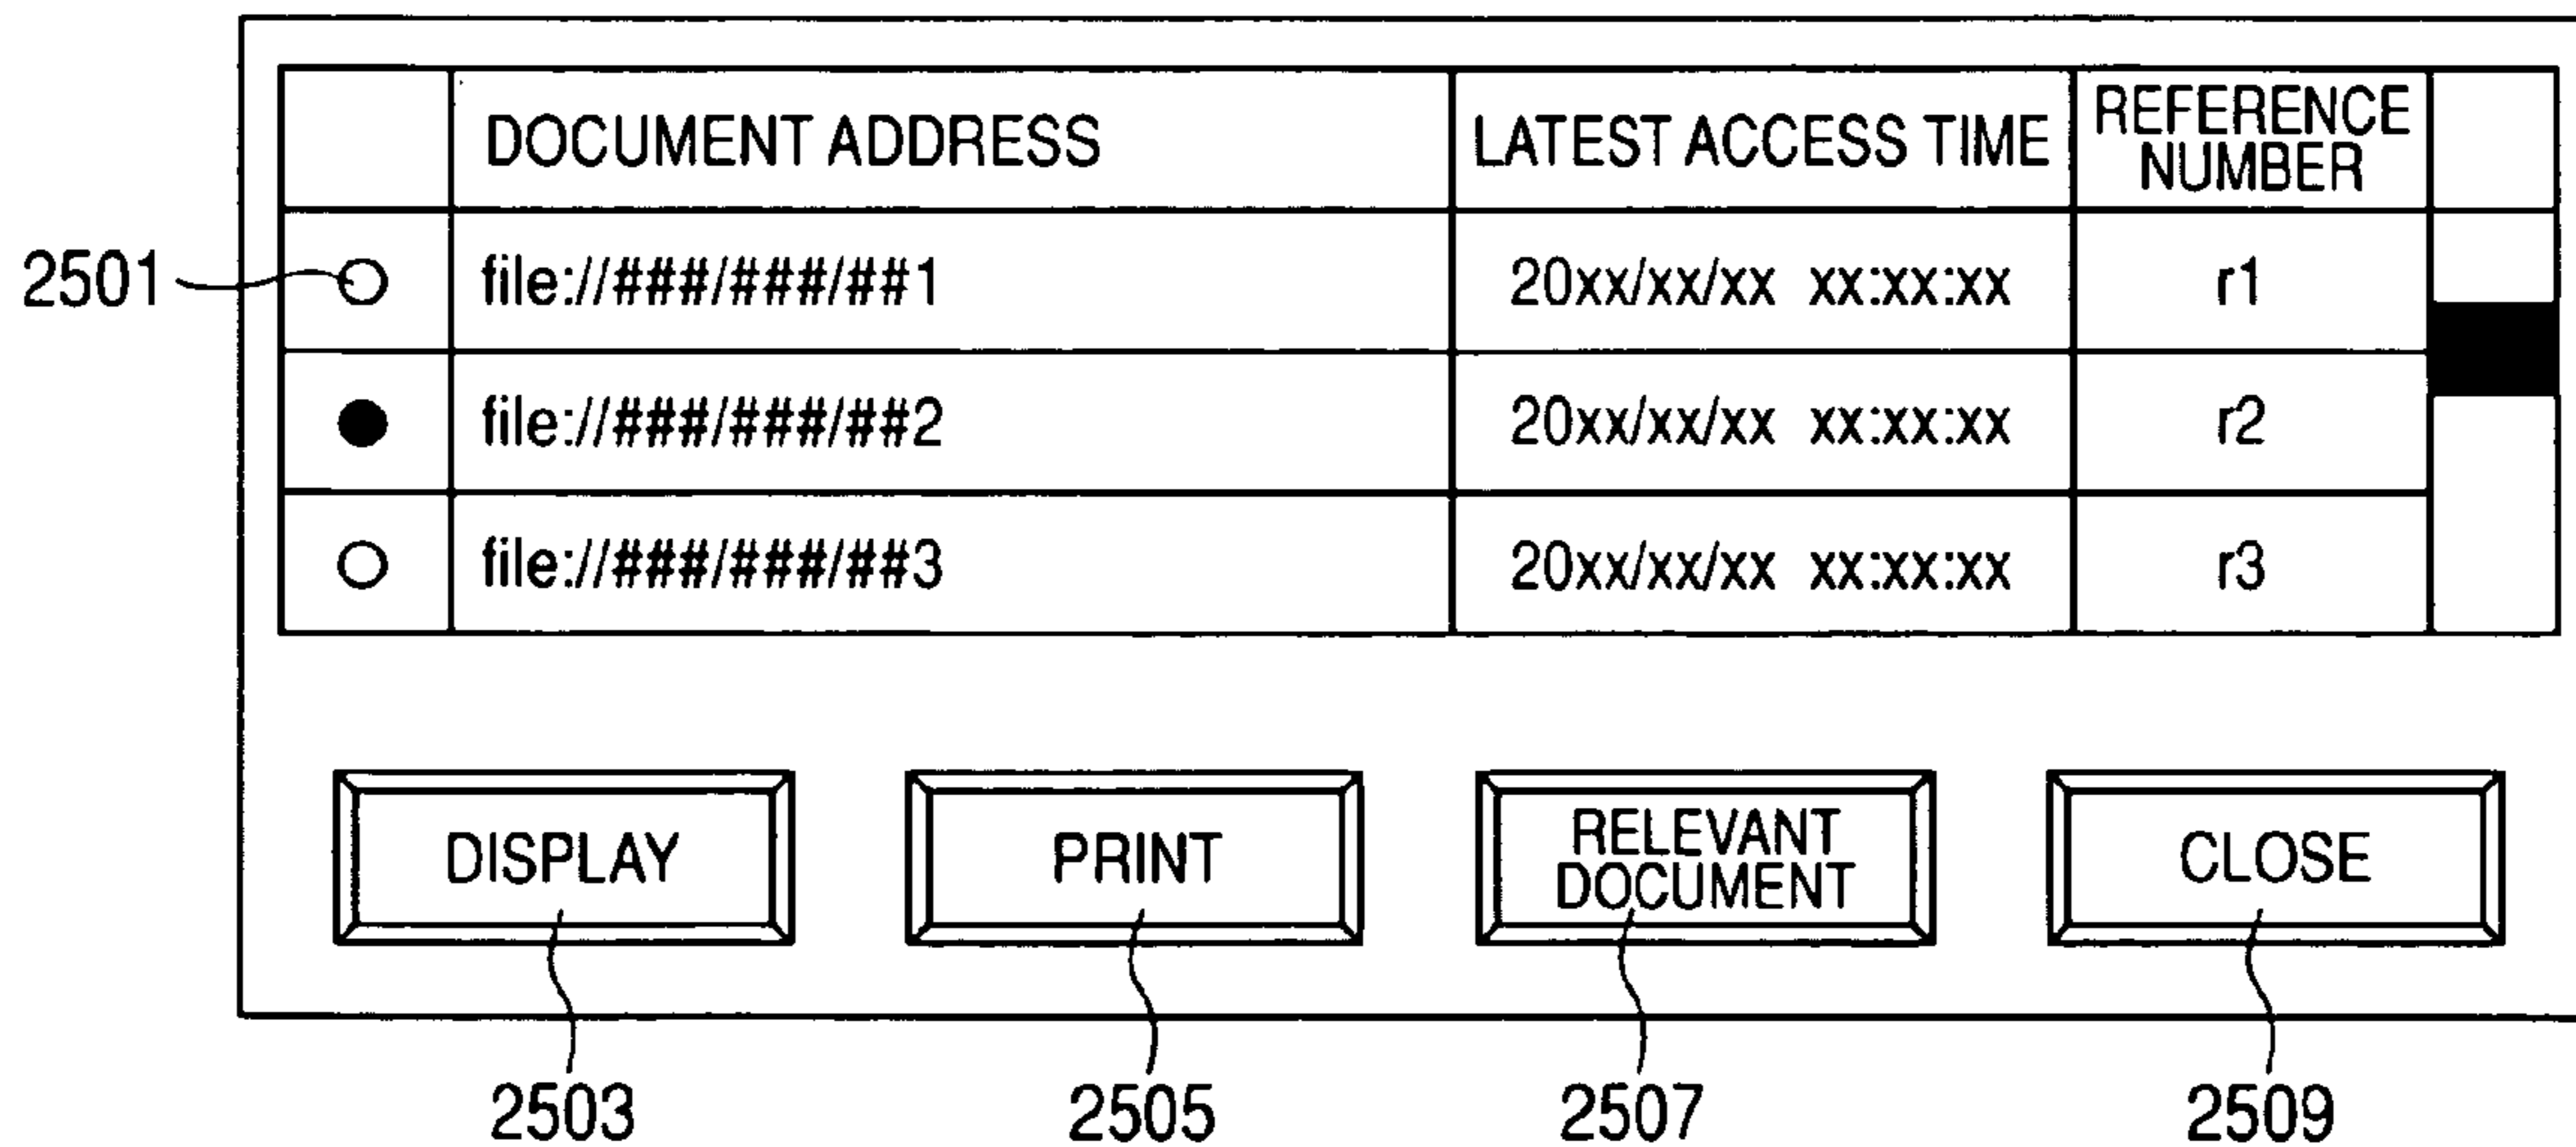 DOCUMENT ADDRESS LATEST ACCESS TIME REFERENCE NUMBER
2501 file://###/###/##1 20xx/xx/xx xx:xx:xx r1
file://###/###/##2 20xx/xx/xx xx:xx:xx r2
file://###/###/##3 20xx/xx/xx xx:xx:xx r3
DISPLAY PRINT RELEVANT DOCUMENT CLOSE
2503 2505 2507 2509